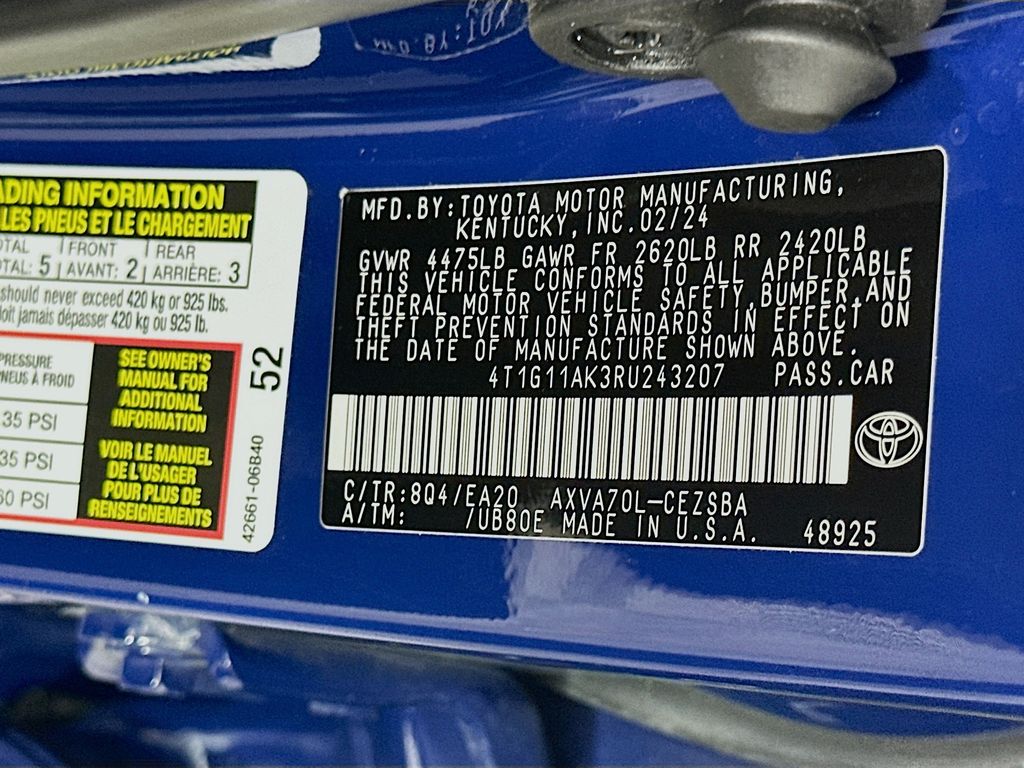 ADING INFORMATION
LES PNEUS ET LE CHARGEMENT
TAL FRONT REAR
OTAL: 5 AVANT: 2 ARRIÈRE: 3
should never exceed 420 kg or 925 lbs.
doit jamais dépasser 420 kg ou 925 lb.
PRESSURE
PNEUS À FROID
35 PSI
35 PSI
60 PSI
SEE OWNER'S
MANUAL FOR
ADDITIONAL
INFORMATION
VOIR LE MANUEL
DE L'USAGER
POUR PLUS DE
RENSEIGNEMENTS
52
42661-06B40
MFD.BY:TOYOTA MOTOR MANUFACTURING,
KENTUCKY, INC.02/24
GVWR 4475LB GAWR FR 2620LB RR 2420LB
THIS VEHICLE CONFORMS TO ALL APPLICABLE
FEDERAL MOTOR VEHICLE SAFETY,BUMPER,AND
THEFT PREVENTION STANDARDS IN EFFECT ON
THE DATE OF MANUFACTURE SHOWN ABOVE.
4T1G11AK3RU243207 PASS.CAR
C/TR:8Q4/EA20 AXVA70L-CEZSBA
A/TM: /UB80E MADE IN U.S.A. 48925